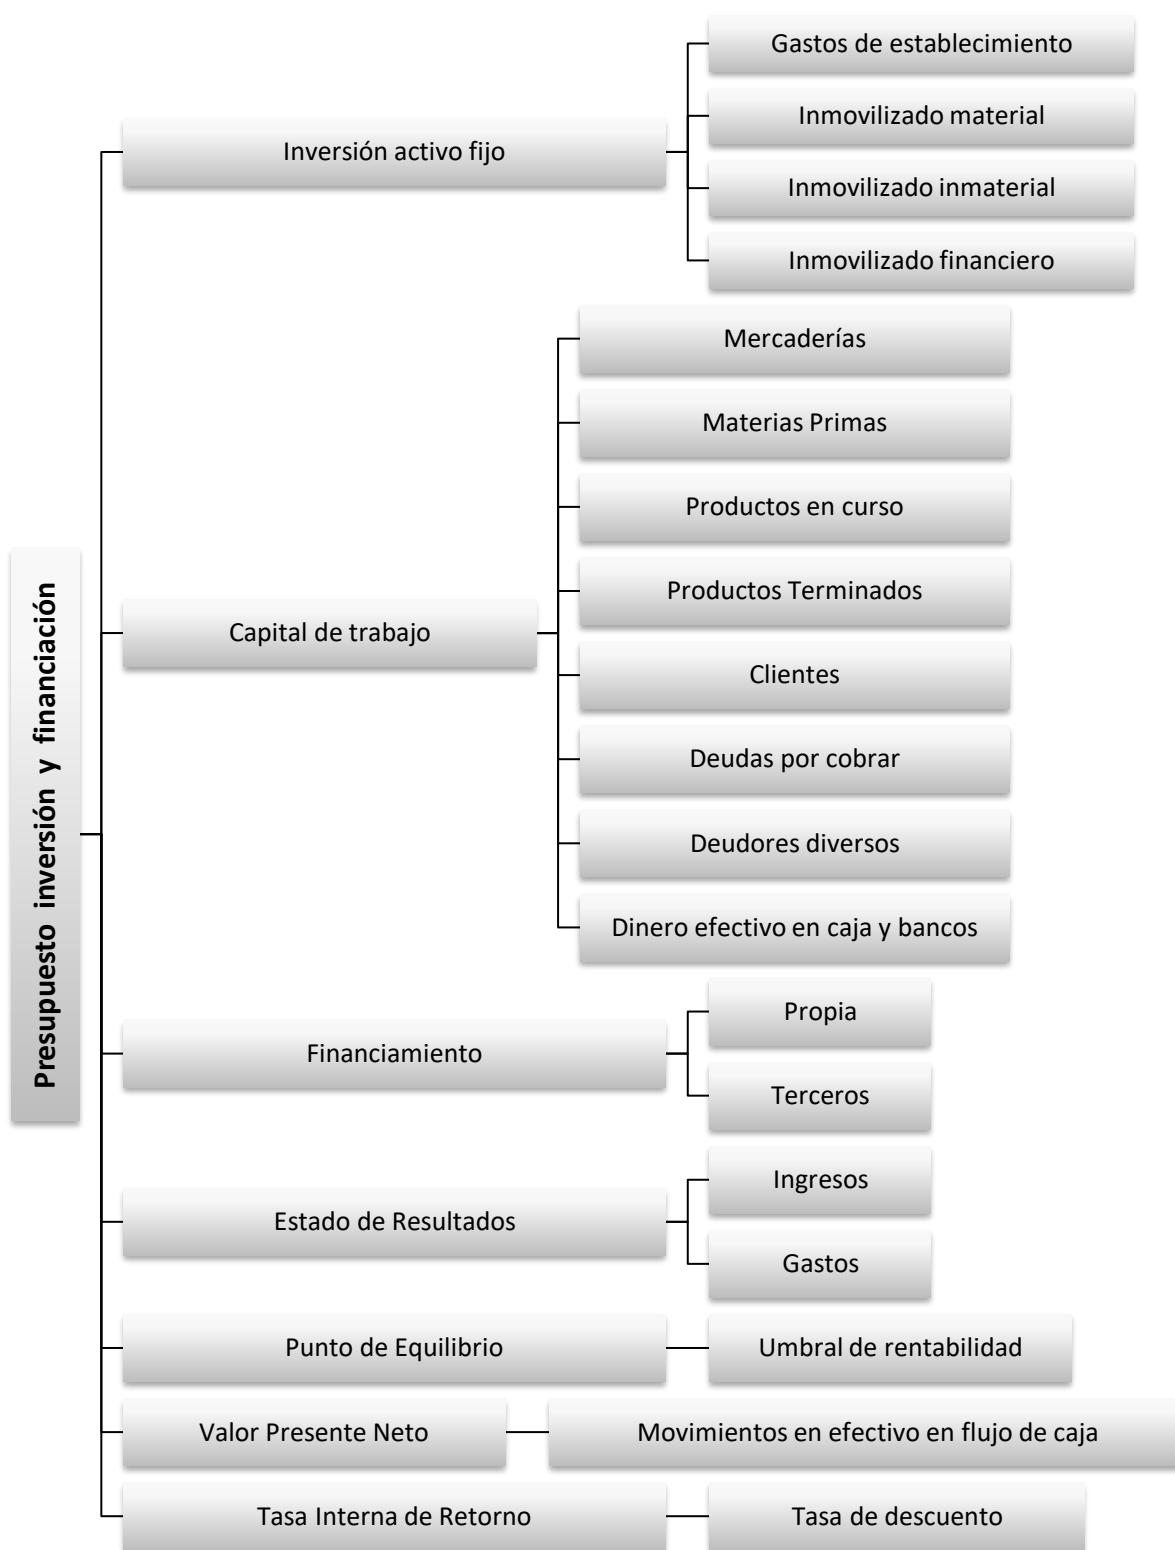 Presupuesto inversión y financiación
Inversión activo fijo
Gastos de establecimiento
Inmovilizado material
Inmovilizado inmaterial
Inmovilizado financiero
Capital de trabajo
Mercaderías
Materias Primas
Productos en curso
Productos Terminados
Clientes
Deudas por cobrar
Deudores diversos
Dinero efectivo en caja y bancos
Financiamiento
Propia
Terceros
Estado de Resultados
Ingresos
Gastos
Punto de Equilibrio
Umbral de rentabilidad
Valor Presente Neto
Movimientos en efectivo en flujo de caja
Tasa Interna de Retorno
Tasa de descuento